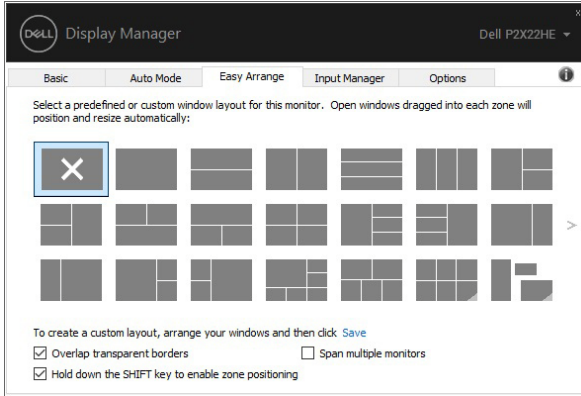 DELL Display Manager
Dell P2X22HE
Basic
Auto Mode
Easy Arrange
Input Manager
Options
Select a predefined or custom window layout for this monitor. Open windows dragged into each zone will
position and resize automatically:
To create a custom layout, arrange your windows and then click Save
Overlap transparent borders
Span multiple monitors
Hold down the SHIFT key to enable zone positioning